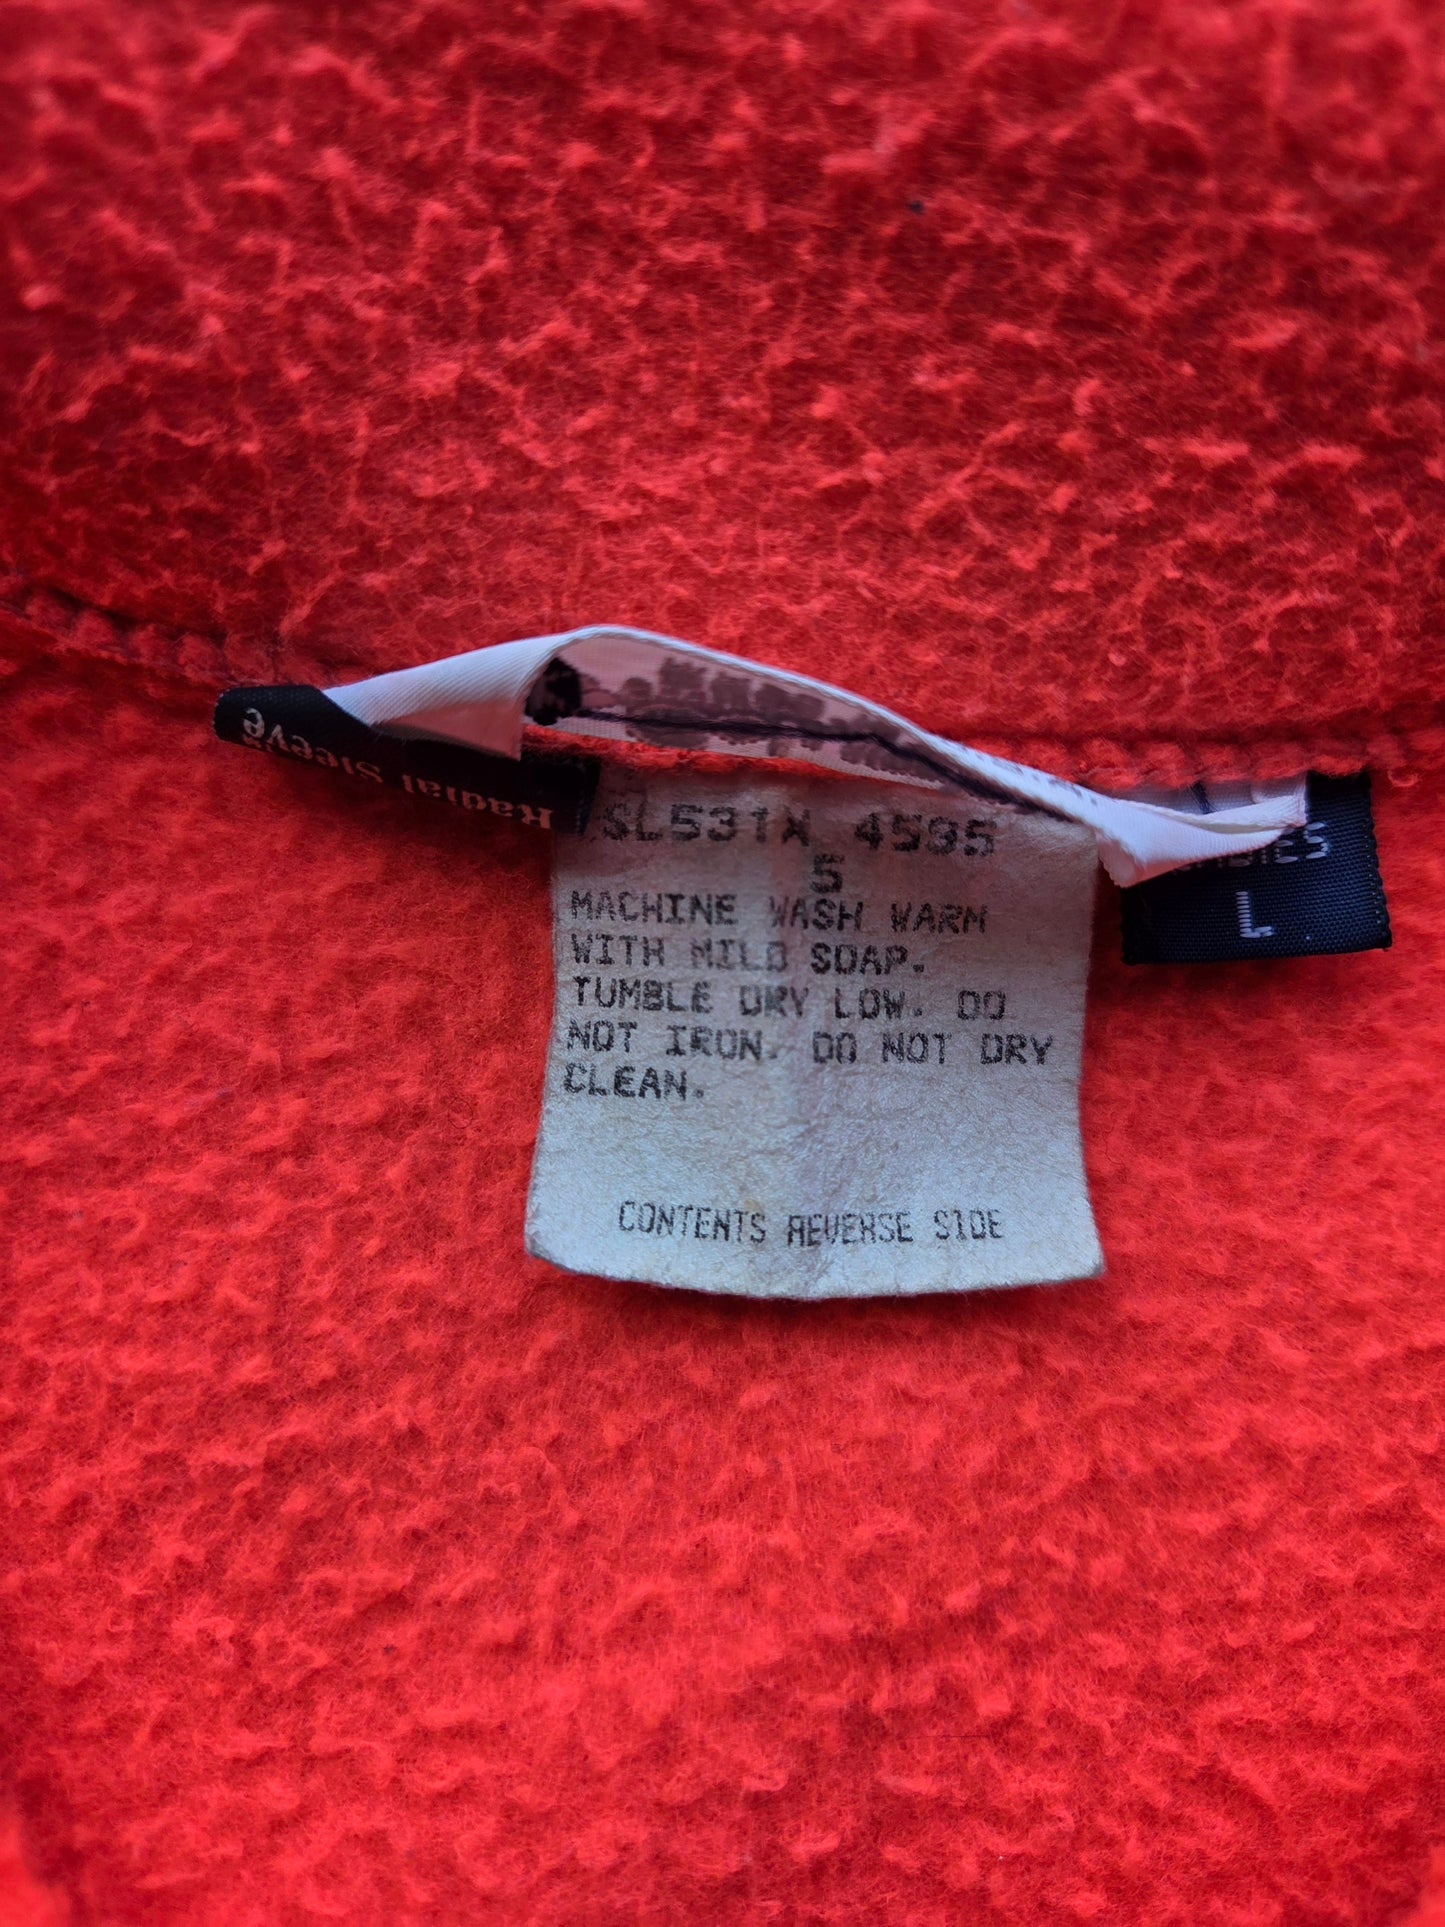 Radial Sleeve
SL531X 4595
5
MACHINE WASH WARM
WITH MILD SOAP.
TUMBLE DRY LOW. DO
NOT IRON. DO NOT DRY
CLEAN.
CONTENTS REVERSE SIDE
L